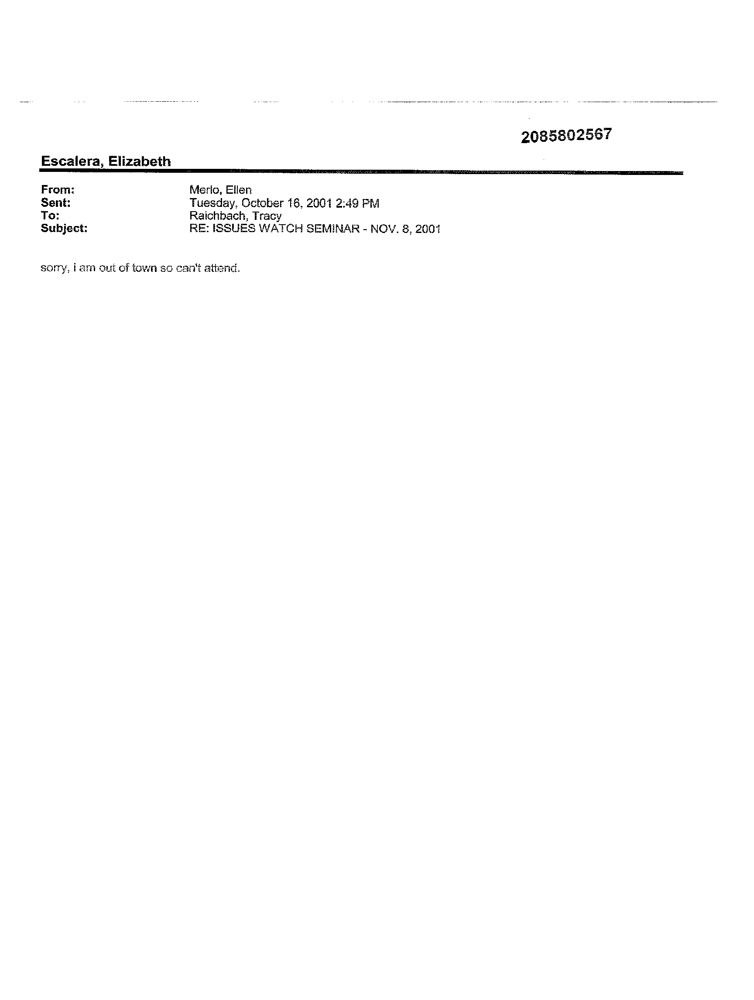 2085802567
Escalera, Elizabeth
From: Merlo, Ellen
Sent: Tuesday, October 16, 2001 2:49 PM
To: Raichbach, Tracy
Subject: RE: ISSUES WATCH SEMINAR - NOV. 8, 2001
sorry, i am out of town so can't attend.